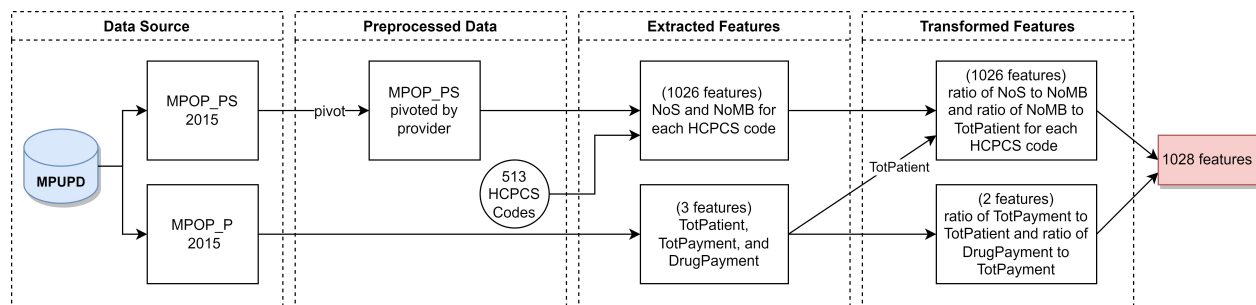 Data Source
Preprocessed Data
Extracted Features
Transformed Features
MPUPD
MPOP_PS
2015
MPOP_P
2015
pivot
MPOP_PS
pivoted by
provider
513
HCPCS
Codes
(1026 features)
NoS and NoMB for
each HCPCS code
(3 features)
TotPatient,
TotPayment, and
DrugPayment
TotPatient
(1026 features)
ratio of NoS to NoMB
and ratio of NoMB to
TotPatient for each
HCPCS code
(2 features)
ratio of TotPayment to
TotPatient and ratio of
DrugPayment to
TotPayment
1028 features